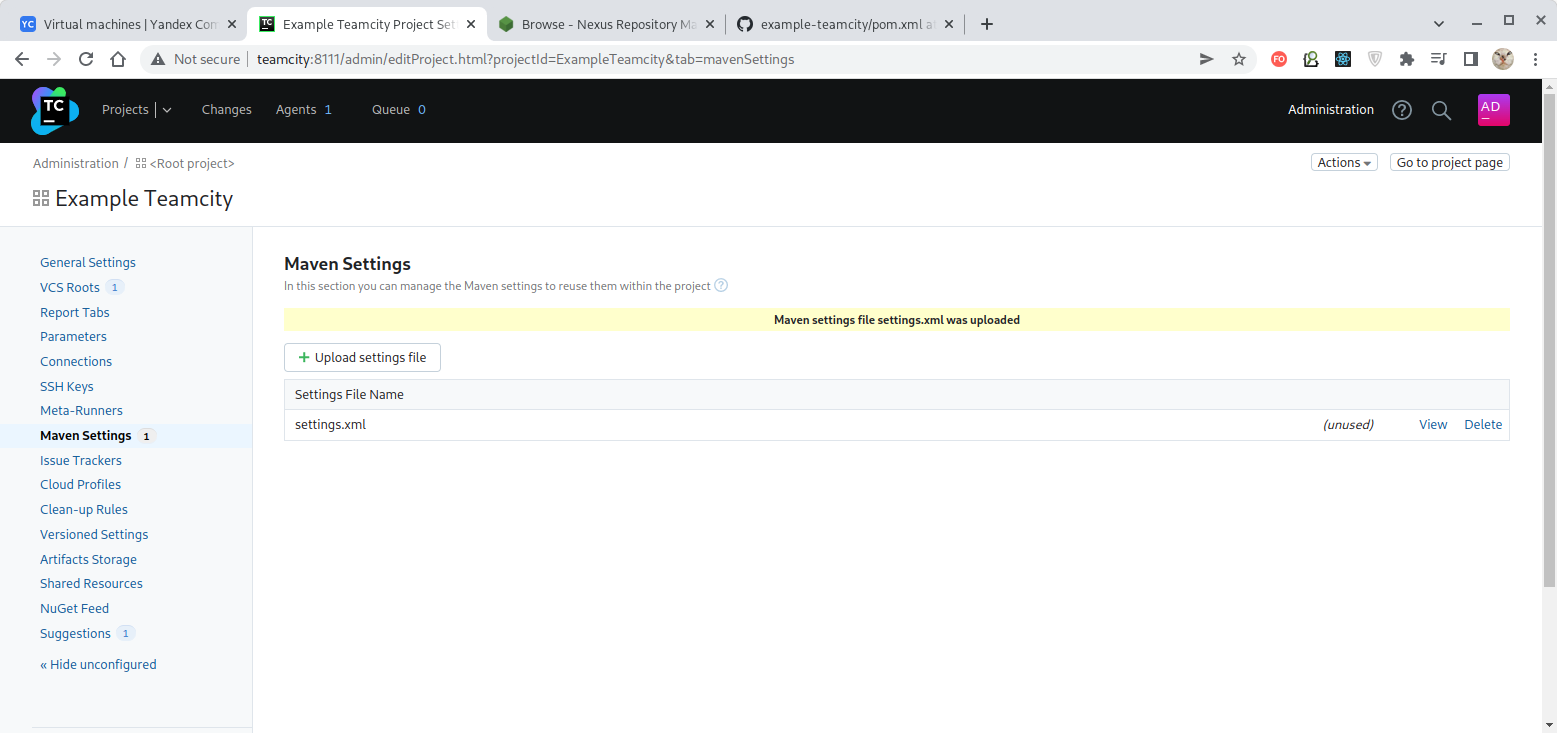 YC Virtual machines | Yandex Com
TC Example Teamcity Project Set
Browse - Nexus Repository Ma
example-teamcity/pom.xml a
Not secure | teamcity:8111/admin/editProject.html?projectId=ExampleTeamcity&tab=mavenSettings
FO
TC Projects Changes Agents 1 Queue 0 Administration ? AD
Administration / <Root project> Actions Go to project page
Example Teamcity
General Settings
VCS Roots 1
Report Tabs
Parameters
Connections
SSH Keys
Meta-Runners
Maven Settings 1
Issue Trackers
Cloud Profiles
Clean-up Rules
Versioned Settings
Artifacts Storage
Shared Resources
NuGet Feed
Suggestions 1
« Hide unconfigured
Maven Settings
In this section you can manage the Maven settings to reuse them within the project ?
Maven settings file settings.xml was uploaded
+ Upload settings file
Settings File Name
settings.xml (unused) View Delete